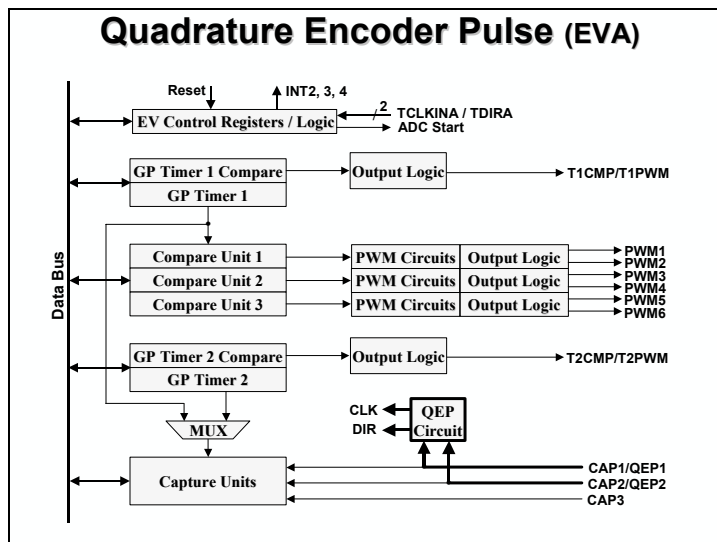 Quadrature Encoder Pulse (EVA)
Reset
INT2, 3, 4
2
TCLKINA / TDIRA
EV Control Registers / Logic
ADC Start
GP Timer 1 Compare
Output Logic
T1CMP/T1PWM
GP Timer 1
Data Bus
Compare Unit 1
PWM Circuits
Output Logic
PWM1
PWM2
Compare Unit 2
PWM Circuits
Output Logic
PWM3
PWM4
Compare Unit 3
PWM Circuits
Output Logic
PWM5
PWM6
GP Timer 2 Compare
Output Logic
T2CMP/T2PWM
GP Timer 2
MUX
CLK
DIR
QEP
Circuit
Capture Units
CAP1/QEP1
CAP2/QEP2
CAP3